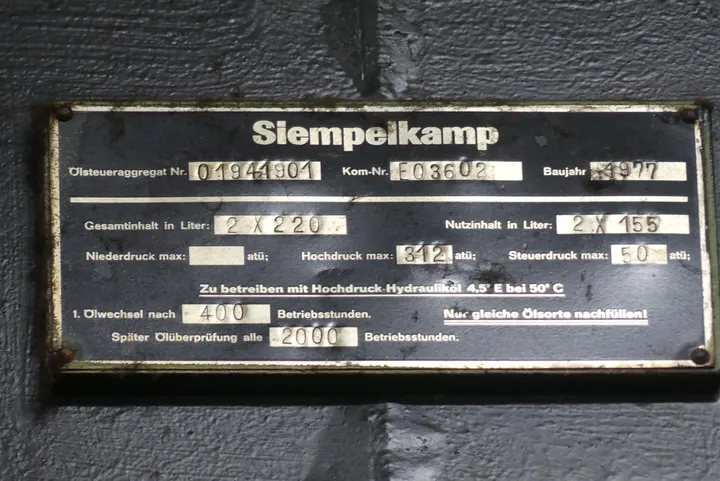 Siempelkamp
Ölsteueraggregat Nr. 01941901 Kom-Nr. E03602 Baujahr 1977
Gesamtinhalt in Liter: 2 X 220 Nutzinhalt in Liter: 2 X 155
Niederdruck max: atü; Hochdruck max: 312 atü; Steuerdruck max: 50 atü;
Zu betreiben mit Hochdruck-Hydrauliköl 4,5° E bei 50° C
1. Ölwechsel nach 400 Betriebsstunden. Nur gleiche Ölsorte nachfüllen!
Später Ölüberprüfung alle 2000 Betriebsstunden.